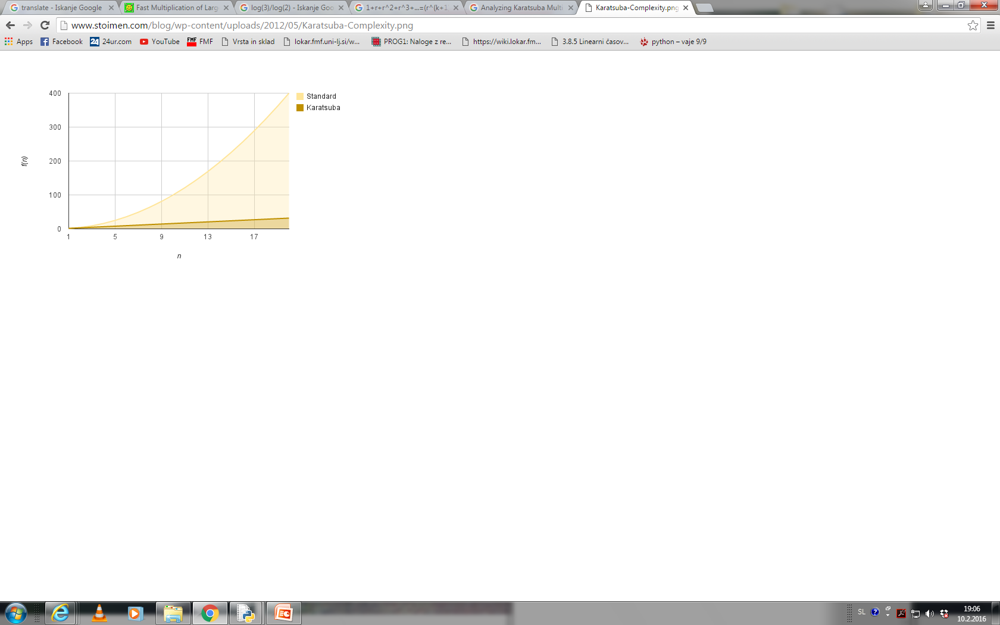 translate - Iskanje Google
Fast Multiplication of Larg
log(3)/log(2) - Iskanje Goo
1+r+r^2+r^3+...=(r^(k+1
Analyzing Karatsuba Multi
Karatsuba-Complexity.png
www.stoimen.com/blog/wp-content/uploads/2012/05/Karatsuba-Complexity.png
Apps
Facebook
24 24ur.com
YouTube
FMF FMF
Vrsta in sklad
lokar.fmf.uni-lj.si/w...
PROG1: Naloge z re...
https://wiki.lokar.fm...
3.8.5 Linearni časov...
python – vaje 9/9
400
300
200
100
0
f(n)
1 5 9 13 17
n
Standard
Karatsuba
SL
19:06
10.2.2016